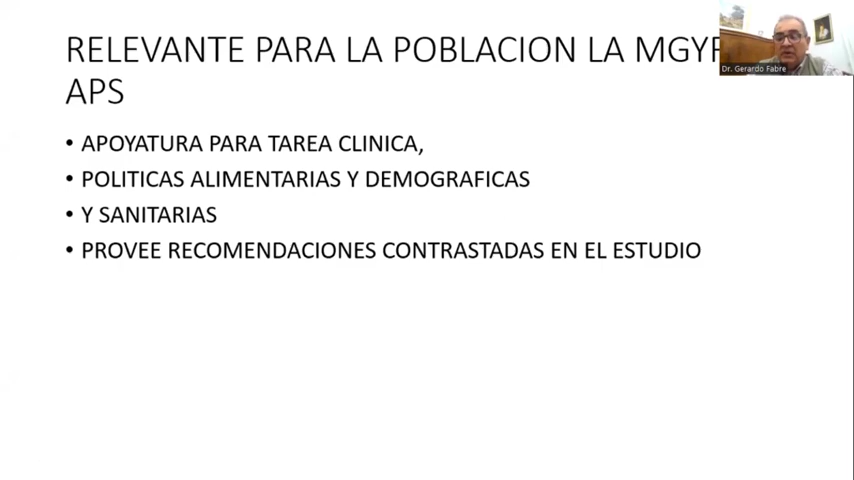 RELEVANTE PARA LA POBLACION LA
APS
• APOYATURA PARA TAREA CLINICA,
• POLITICAS ALIMENTARIAS Y DEMOGRAFICAS
• Y SANITARIAS
• PROVEE RECOMENDACIONES CONTRASTADAS EN EL ESTUDIO
Dr. Gerardo Fabre